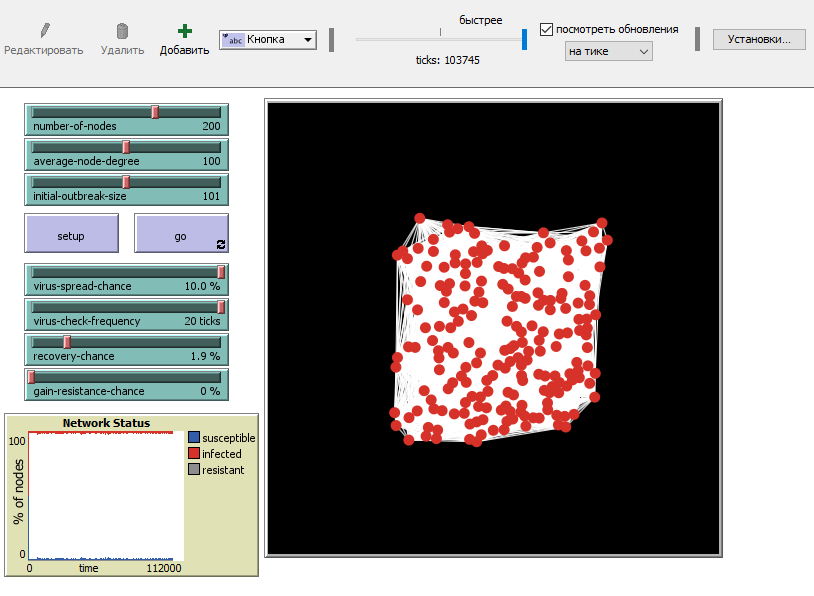 Редактировать
Удалить
Добавить
abc Кнопка
быстрее
ticks: 103745
посмотреть обновления
на тике
Установки...
number-of-nodes 200
average-node-degree 100
initial-outbreak-size 101
setup
go
virus-spread-chance 10.0 %
virus-check-frequency 20 ticks
recovery-chance 1.9 %
gain-resistance-chance 0 %
Network Status
100
% of nodes
0
0
time
112000
susceptible
infected
resistant